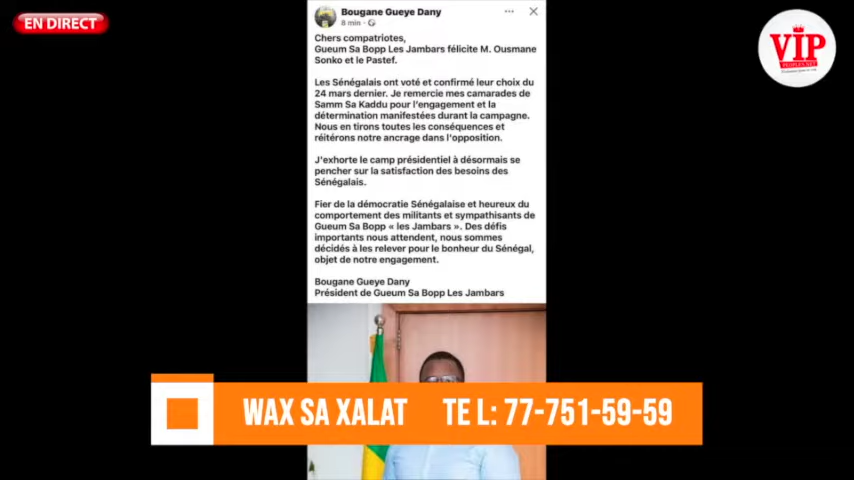 EN DIRECT
Bougane Gueye Dany
8 min
VIP
PEOPLES.NET
Chers compatriotes,
Gueum Sa Bopp Les Jambars félicite M. Ousmane
Sonko et le Pastef.
Les Sénégalais ont voté et confirmé leur choix du
24 mars dernier. Je remercie mes camarades de
Samm Sa Kaddu pour l'engagement et la
détermination manifestées durant la campagne.
Nous en tirons toutes les conséquences et
réitérons notre ancrage dans l'opposition.
J'exhorte le camp présidentiel à désormais se
pencher sur la satisfaction des besoins des
Sénégalais.
Fier de la démocratie Sénégalaise et heureux du
comportement des militants et sympathisants de
Gueum Sa Bopp « les Jambars ». Des défis
importants nous attendent, nous sommes
décidés à les relever pour le bonheur du Sénégal,
objet de notre engagement.
Bougane Gueye Dany
Président de Gueum Sa Bopp Les Jambars
WAX SA XALAT TE L: 77-751-59-59